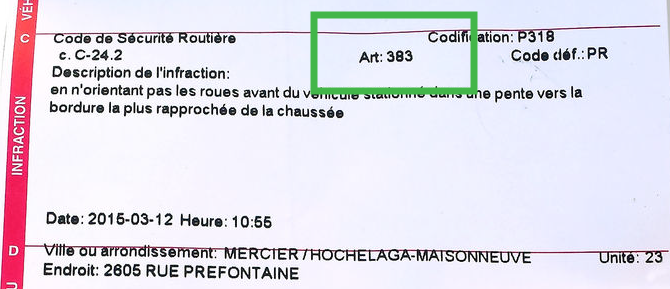 VÉH
C
Code de Sécurité Routière
Codification: P318
c. C-24.2
Art: 383
Code déf.: PR
Description de l'infraction:
en n'orientant pas les roues avant du véhicule stationné dans une pente vers la
bordure la plus rapprochée de la chaussée
INFRACTION
Date: 2015-03-12 Heure: 10:55
D
Ville ou arrondissement: MERCIER/HOCHELAGA-MAISONNEUVE
Unité: 23
Endroit: 2605 RUE PREFONTAINE